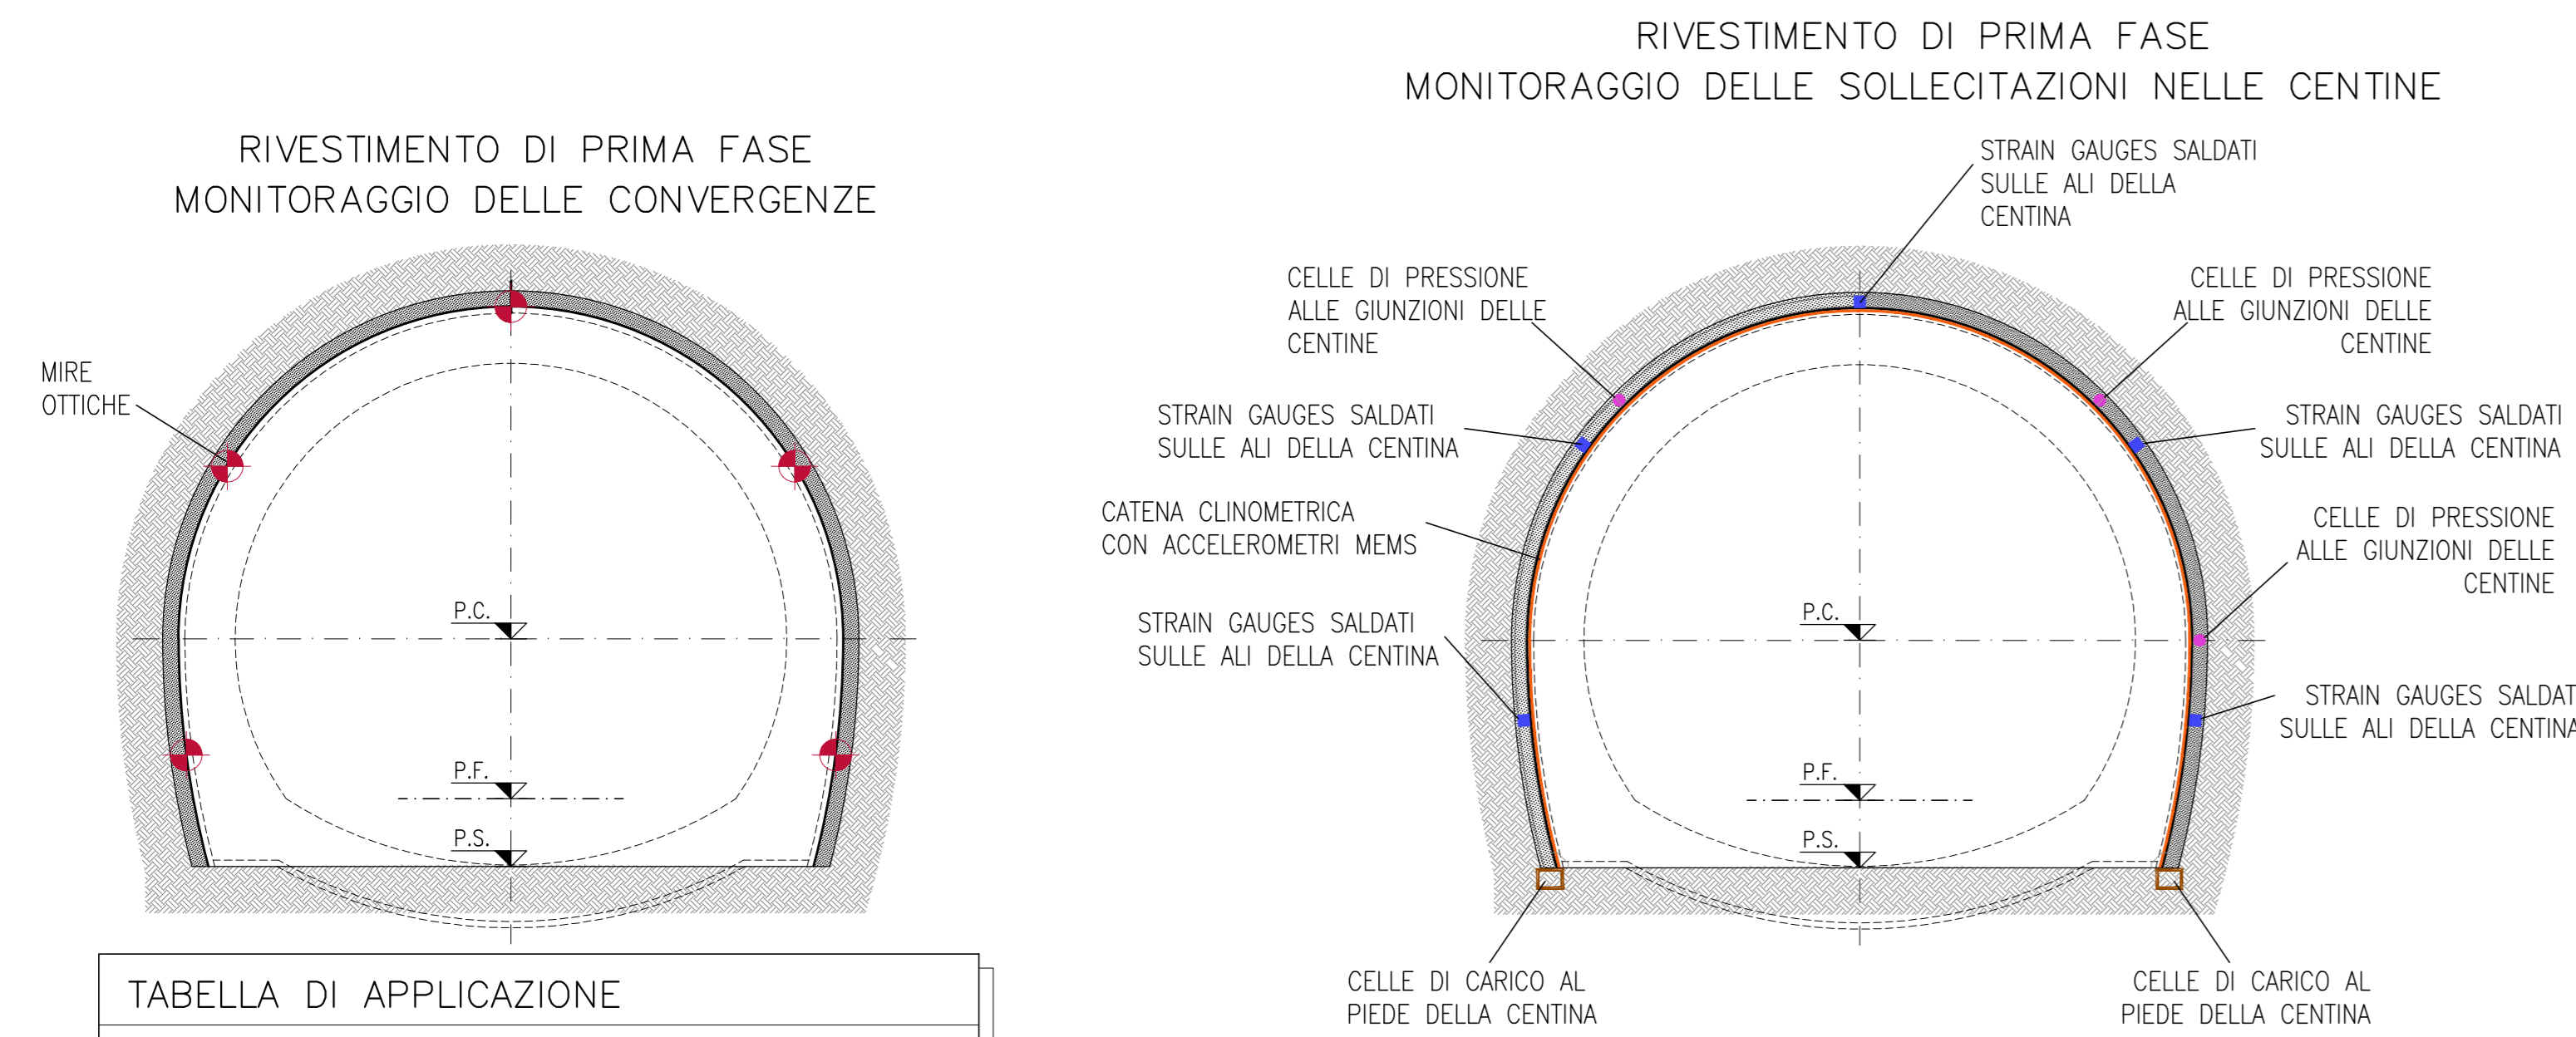 RIVESTIMENTO DI PRIMA FASE
MONITORAGGIO DELLE CONVERGENZE
MIRE
OTTICHE
P.C.
P.F.
P.S.
TABELLA DI APPLICAZIONE
RIVESTIMENTO DI PRIMA FASE
MONITORAGGIO DELLE SOLLECITAZIONI NELLE CENTINE
STRAIN GAUGES SALDATI
SULLE ALI DELLA
CENTINA
CELLE DI PRESSIONE
ALLE GIUNZIONI DELLE
CENTINE
CELLE DI PRESSIONE
ALLE GIUNZIONI DELLE
CENTINE
STRAIN GAUGES SALDATI
SULLE ALI DELLA CENTINA
STRAIN GAUGES SALDATI
SULLE ALI DELLA CENTINA
CATENA CLINOMETRICA
CON ACCELEROMETRI MEMS
CELLE DI PRESSIONE
ALLE GIUNZIONI DELLE
CENTINE
STRAIN GAUGES SALDATI
SULLE ALI DELLA CENTINA
P.C.
STRAIN GAUGES SALDAT
SULLE ALI DELLA CENTINA
P.F.
P.S.
CELLE DI CARICO AL
PIEDE DELLA CENTINA
CELLE DI CARICO AL
PIEDE DELLA CENTINA